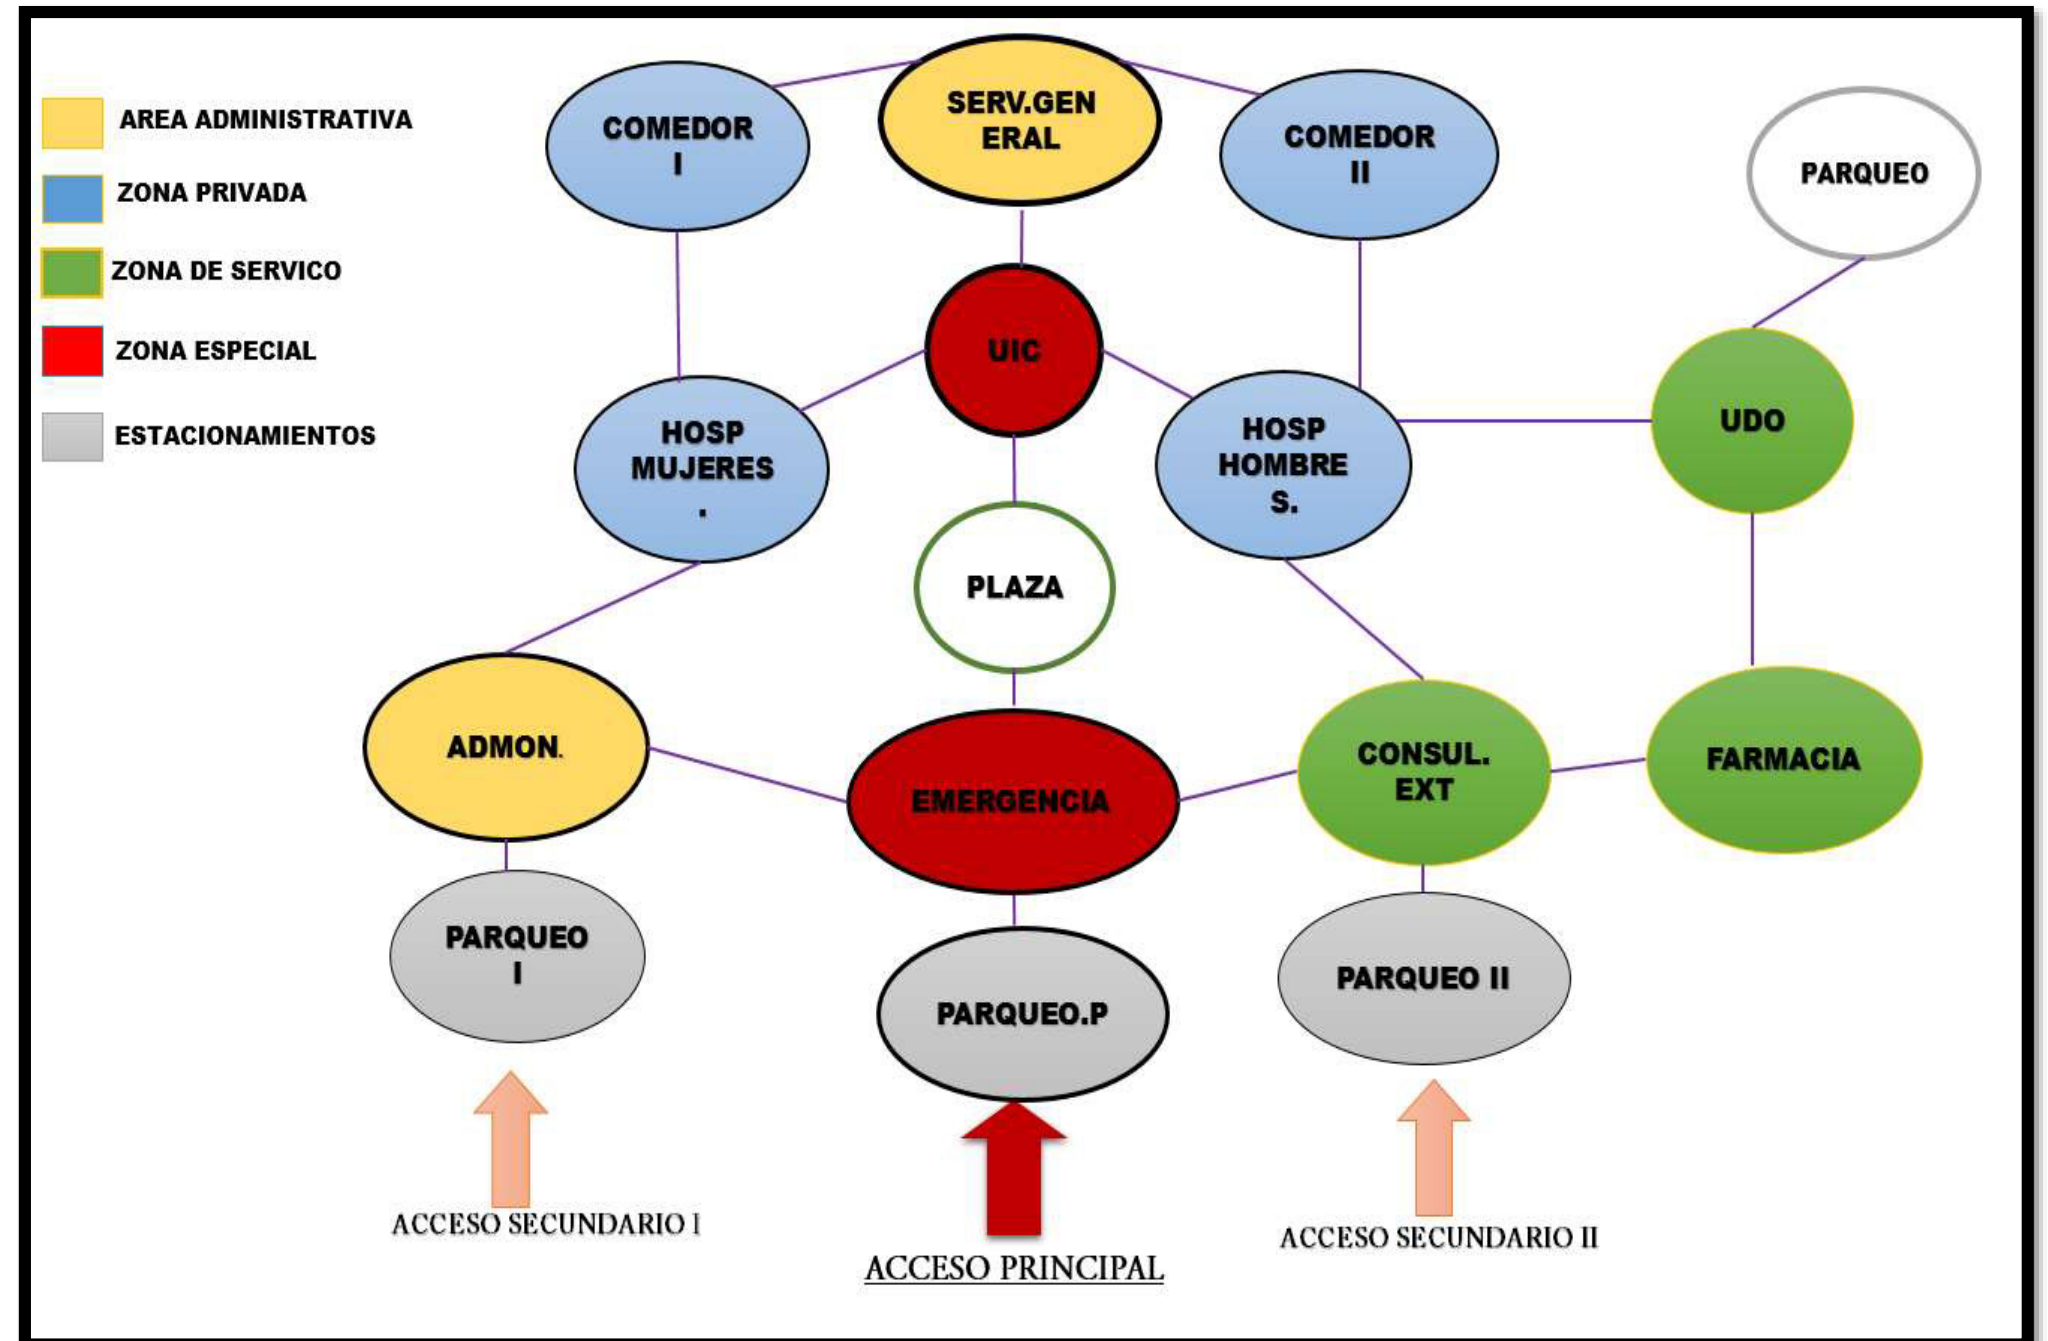 AREA ADMINISTRATIVA
ZONA PRIVADA
ZONA DE SERVICO
ZONA ESPECIAL
ESTACIONAMIENTOS
COMEDOR
I
SERV.GEN
ERAL
COMEDOR
II
PARQUEO
UIC
HOSP
MUJERES
.
HOSP
HOMBRE
S.
UDO
PLAZA
ADMON.
EMERGENCIA
CONSUL.
EXT
FARMACIA
PARQUEO
I
PARQUEO.P
PARQUEO II
ACCESO SECUNDARIO I
ACCESO PRINCIPAL
ACCESO SECUNDARIO II